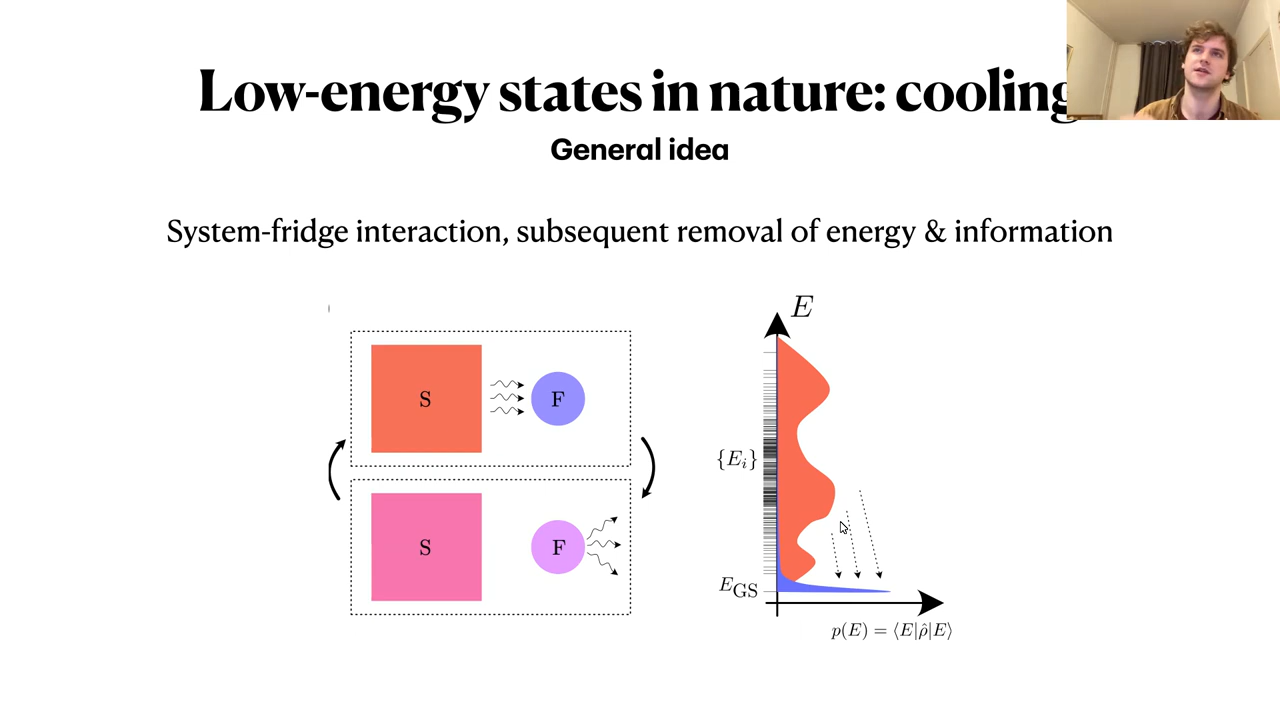 Low-energy states in nature: cooling
General idea
System-fridge interaction, subsequent removal of energy & information
S
F
S
F
E
{E_i}
E_GS
p(E) = ⟨E|ρ̂|E⟩